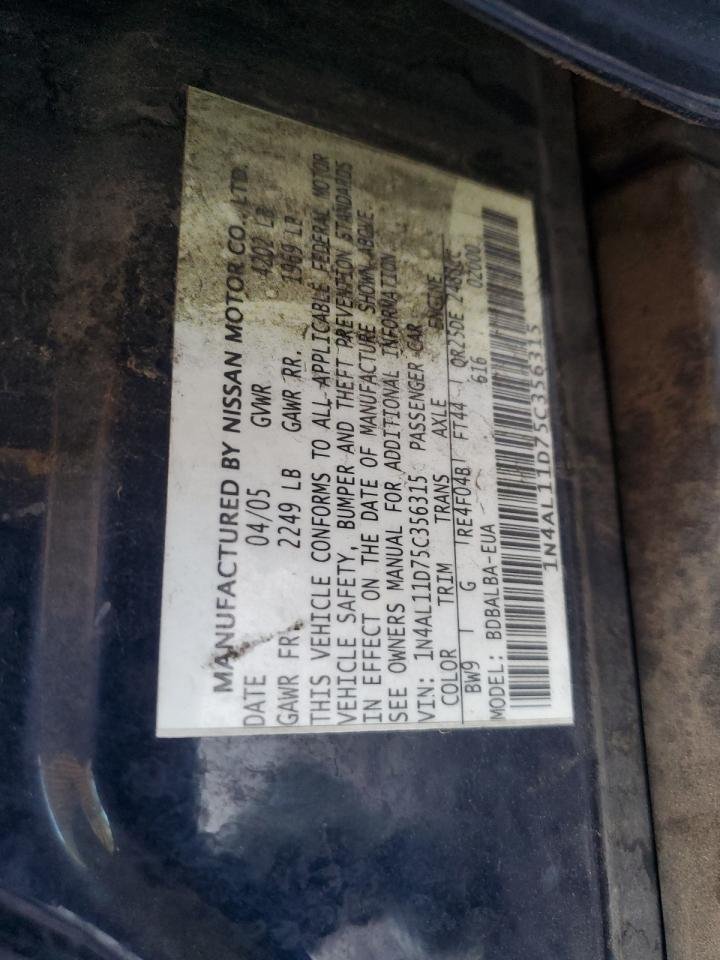 MANUFACTURED BY NISSAN MOTOR CO., LTD.
DATE 04/05 GVWR 4202 LB
GAWR FR. 2249 LB GAWR RR. 1969 LB
THIS VEHICLE CONFORMS TO ALL APPLICABLE FEDERAL MOTOR
VEHICLE SAFETY, BUMPER AND THEFT PREVENTION STANDARDS
IN EFFECT ON THE DATE OF MANUFACTURE SHOWN ABOVE.
SEE OWNERS MANUAL FOR ADDITIONAL INFORMATION
VIN: 1N4AL11D75C356315 PASSENGER CAR
COLOR TRIM TRANS AXLE ENGINE
BW9 G RE4F04B FT44 QR25DE 2488CC
MODEL: BDBALBA-EUA 616 02000
1N4AL11D75C356315